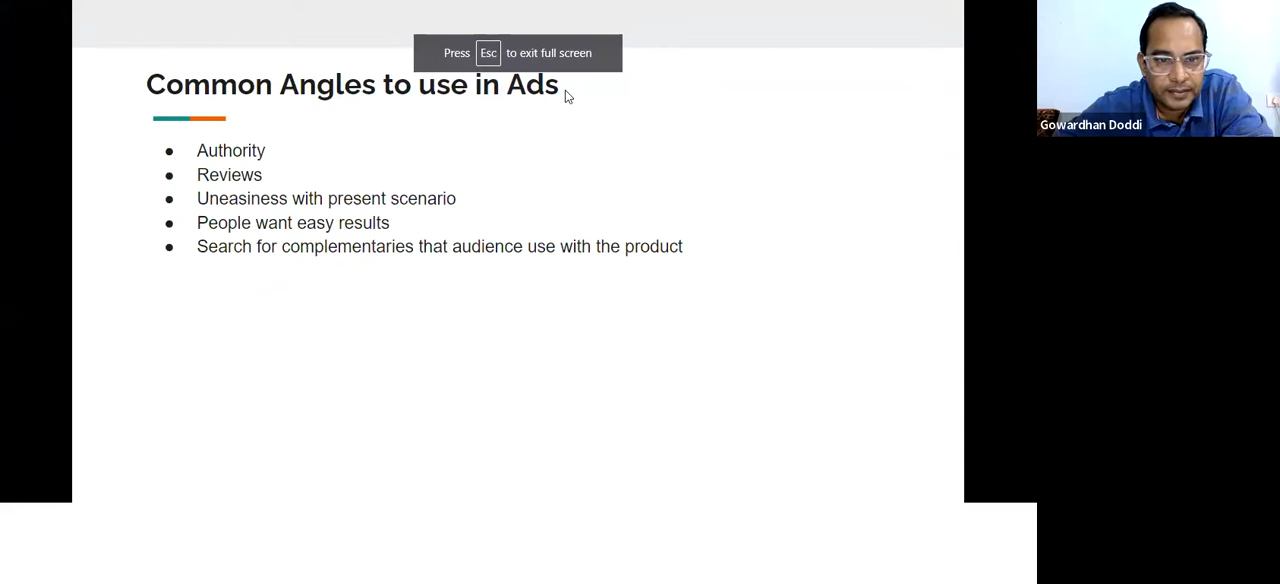 Press Esc to exit full screen
Common Angles to use in Ads
● Authority
● Reviews
● Uneasiness with present scenario
● People want easy results
● Search for complementaries that audience use with the product
Gowardhan Doddi